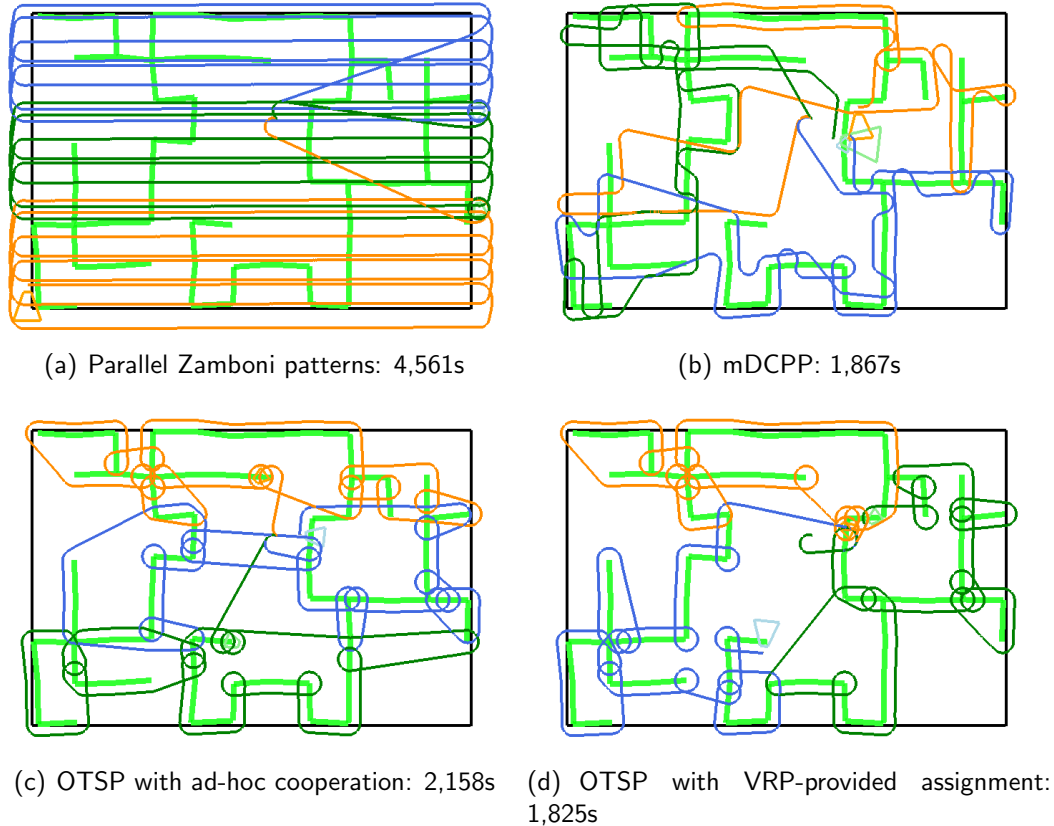 (a) Parallel Zamboni patterns: 4,561s
(b) mDCPP: 1,867s
(c) OTSP with ad-hoc cooperation: 2,158s
(d) OTSP with VRP-provided assignment:
1,825s